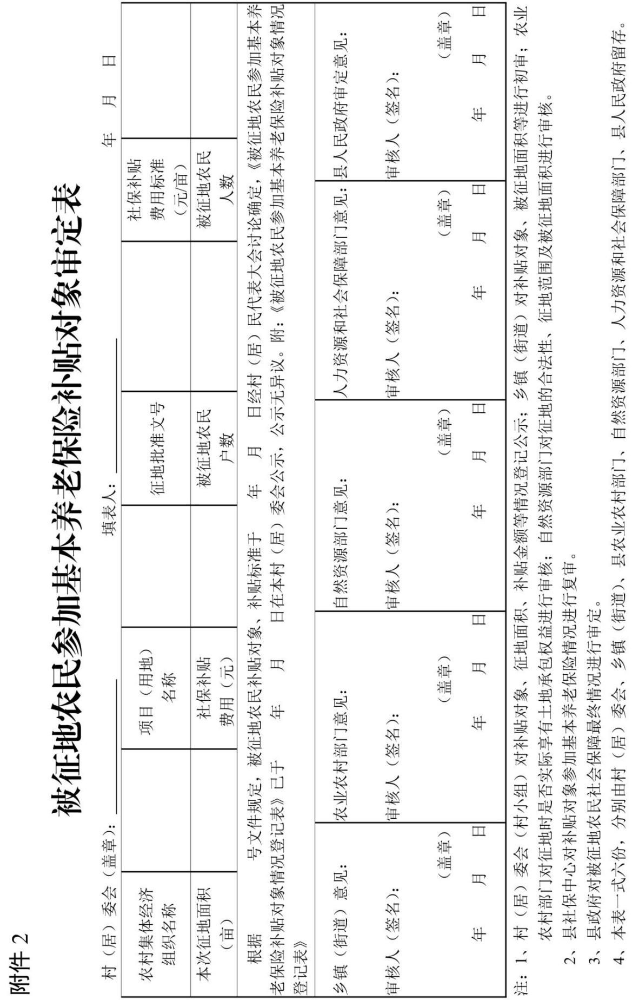 附件 2
被征地农民参加基本养老保险补贴对象审定表
村（居）委会（盖章）： 填表人： 年 月 日
农村集体经济
组织名称
项目（用地）
名称
征地批准文号
社保补贴
费用标准
（元/亩）
本次征地面积
（亩）
社保补贴
费用（元）
被征地农民
户数
被征地农民
人数
根据 号文件规定，被征地农民补贴对象、补贴标准于 年 月 日经村（居）民代表大会讨论确定，《被征地农民参加基本养
老保险补贴对象情况登记表》已于 年 月 日在本村（居）委会公示，公示无异议。附：《被征地农民参加基本养老保险补贴对象情况
登记表》
乡镇（街道）意见：
审核人（签名）：
（盖章）
年 月 日
农业农村部门意见：
审核人（签名）：
（盖章）
年 月 日
自然资源部门意见：
审核人（签名）：
（盖章）
年 月 日
人力资源和社会保障部门意见：
审核人（签名）：
（盖章）
年 月 日
县人民政府审定意见：
审核人（签名）：
（盖章）
年 月 日
注：1、村（居）委会（村小组）对补贴对象、征地面积、补贴金额等情况登记公示；乡镇（街道）对补贴对象、被征地面积等进行初审；农业
农村部门对征地时是否实际享有土地承包权益进行审核；自然资源部门对征地的合法性、征地范围及被征地面积进行审核。
2、县社保中心对补贴对象参加基本养老保险情况进行复审。
3、县政府对被征地农民社会保障最终情况进行审定。
4、本表一式六份，分别由村（居）委会、乡镇（街道）、县农业农村部门、自然资源部门、人力资源和社会保障部门、县人民政府留存。